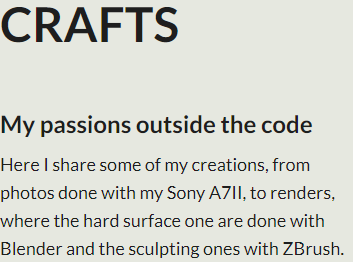 CRAFTS
My passions outside the code
Here I share some of my creations, from
photos done with my Sony A7II, to renders,
where the hard surface one are done with
Blender and the sculpting ones with ZBrush.